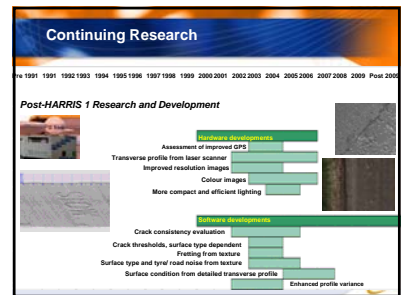 Continuing Research
Pre 1991 1991 1992 1993 1994 1995 1996 1997 1998 1999 2000 2001 2002 2003 2004 2005 2006 2007 2008 2009 Post 2009
Post-HARRIS 1 Research and Development
Hardware developments
Assessment of improved GPS
Transverse profile from laser scanner
Improved resolution images
Colour images
More compact and efficient lighting
Software developments
Crack consistency evaluation
Crack thresholds, surface type dependent
Fretting from texture
Surface type and tyre/ road noise from texture
Surface condition from detailed transverse profile
Enhanced profile variance